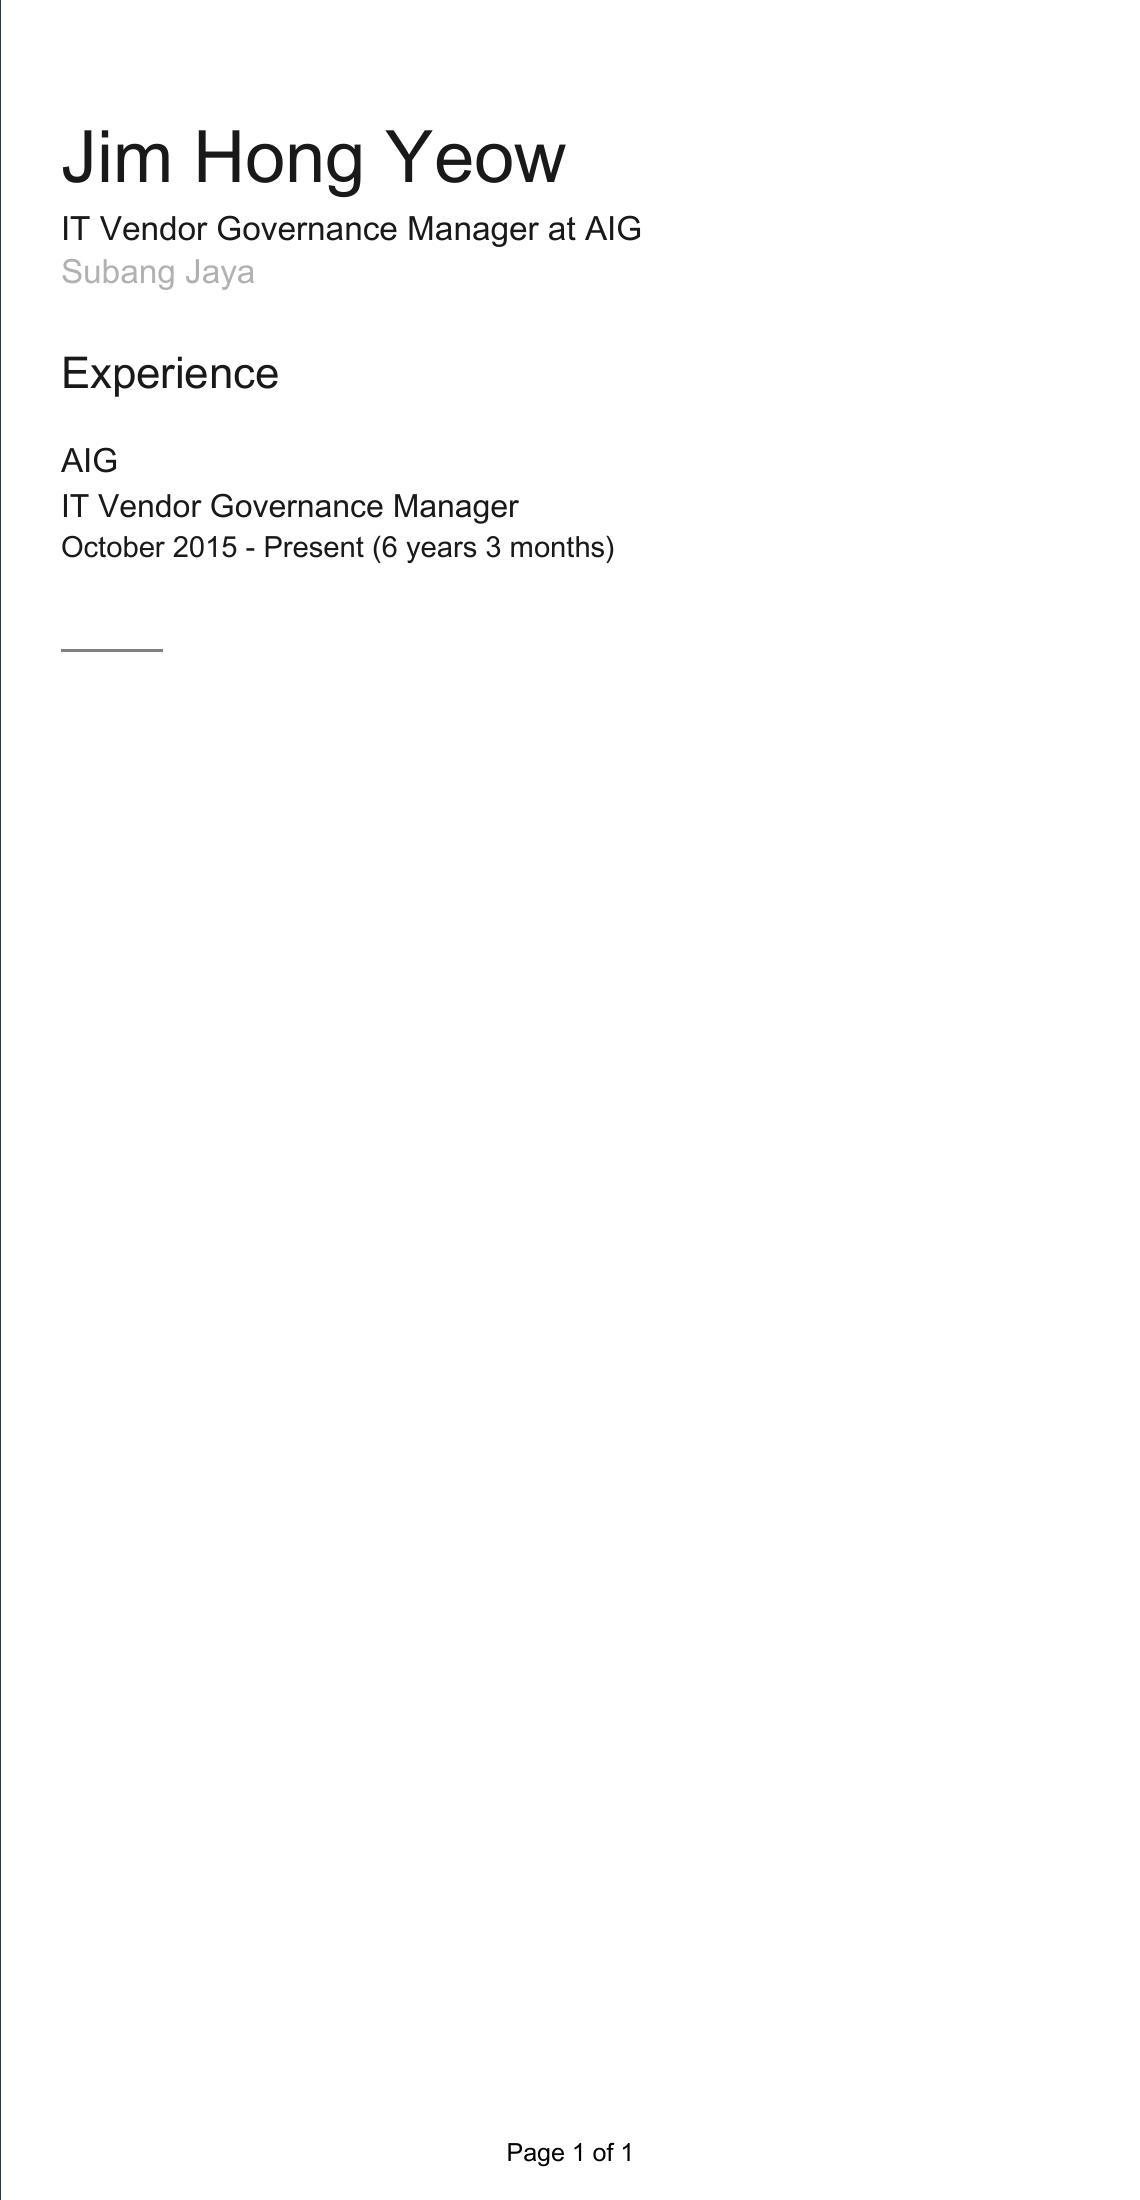 Jim Hong Yeow
IT Vendor Governance Manager at AIG
Subang Jaya
Experience
AIG
IT Vendor Governance Manager
October 2015 - Present (6 years 3 months)
Page 1 of 1